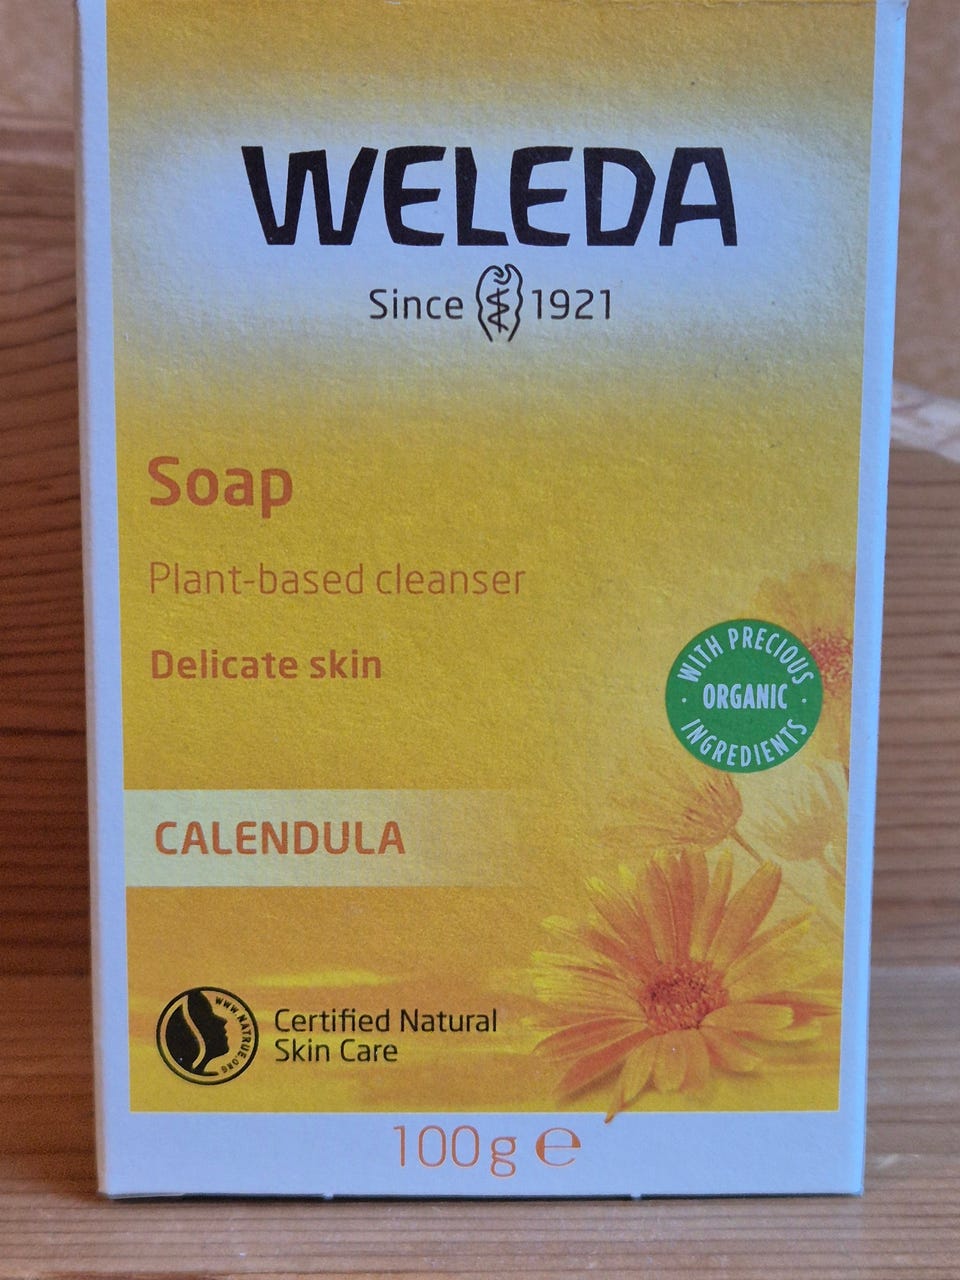 WELEDA
Since 1921
Soap
Plant-based cleanser
Delicate skin
WITH PRECIOUS
ORGANIC
INGREDIENTS
CALENDULA
WWW.NATRUE.ORG
Certified Natural
Skin Care
100g ℮